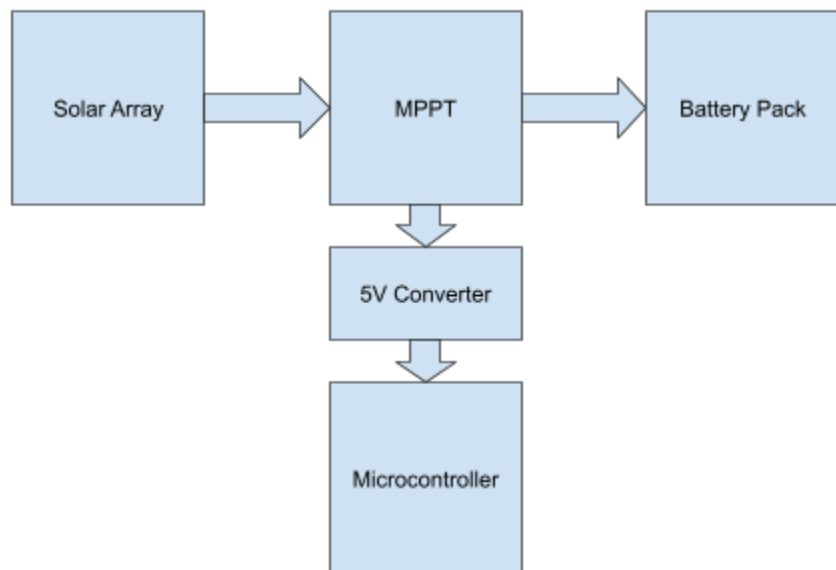 Solar Array
MPPT
Battery Pack
5V Converter
Microcontroller